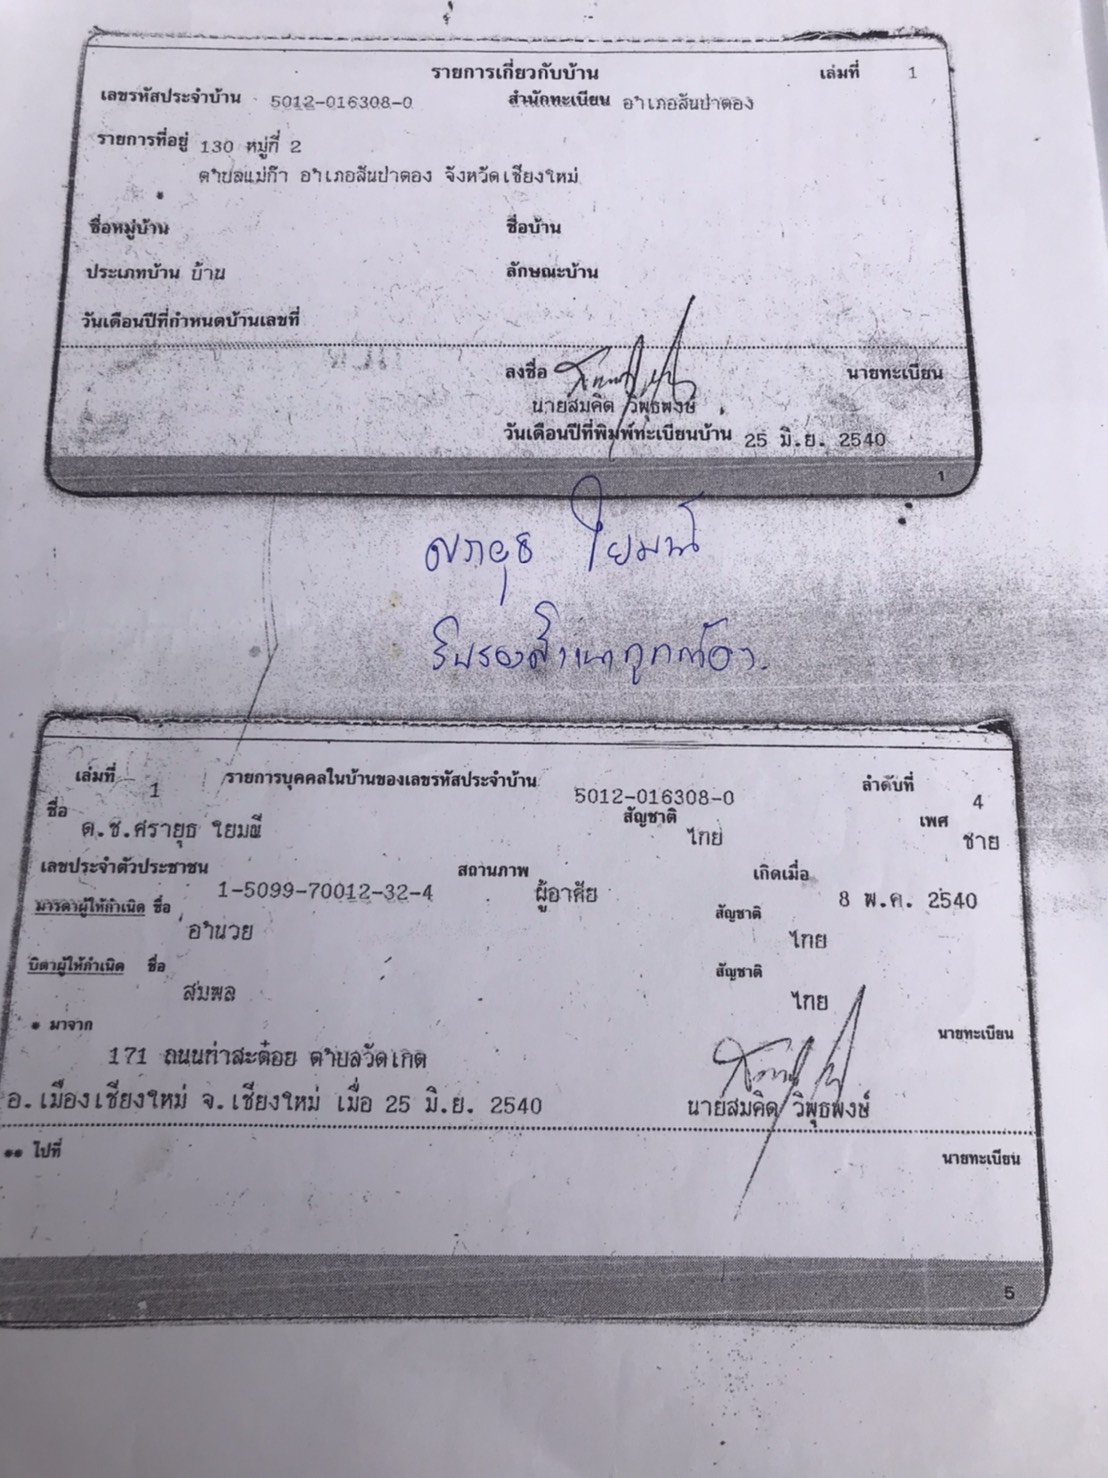 รายการเกี่ยวกับบ้าน เล่มที่ 1
เลขรหัสประจำบ้าน 5012-016308-0 สำนักทะเบียน อำเภอสันป่าตอง
รายการที่อยู่ 130 หมู่ที่ 2
ตำบลแม่ก๊า อำเภอสันป่าตอง จังหวัดเชียงใหม่
ชื่อหมู่บ้าน ชื่อบ้าน
ประเภทบ้าน บ้าน ลักษณะบ้าน
วันเดือนปีที่กำหนดบ้านเลขที่
ลงชื่อ นายทะเบียน
นายสมคิด วิพุธพงษ์
วันเดือนปีที่พิมพ์ทะเบียนบ้าน 25 มิ.ย. 2540
1
รับรองสำเนาถูกต้อง
เล่มที่ 1 รายการบุคคลในบ้านของเลขรหัสประจำบ้าน 5012-016308-0 ลำดับที่ 4
ชื่อ ด.ช.ศรายุธ ใยมณี สัญชาติ ไทย เพศ ชาย
เลขประจำตัวประชาชน 1-5099-70012-32-4 สถานภาพ ผู้อาศัย เกิดเมื่อ 8 พ.ค. 2540
มารดาผู้ให้กำเนิด ชื่อ อำนวย สัญชาติ ไทย
บิดาผู้ให้กำเนิด ชื่อ สมพล สัญชาติ ไทย
* มาจาก นายทะเบียน
171 ถนนท่าสะต๋อย ตำบลวัดเกต
อ.เมืองเชียงใหม่ จ.เชียงใหม่ เมื่อ 25 มิ.ย. 2540 นายสมคิด วิพุธพงษ์
** ไปที่ นายทะเบียน
5